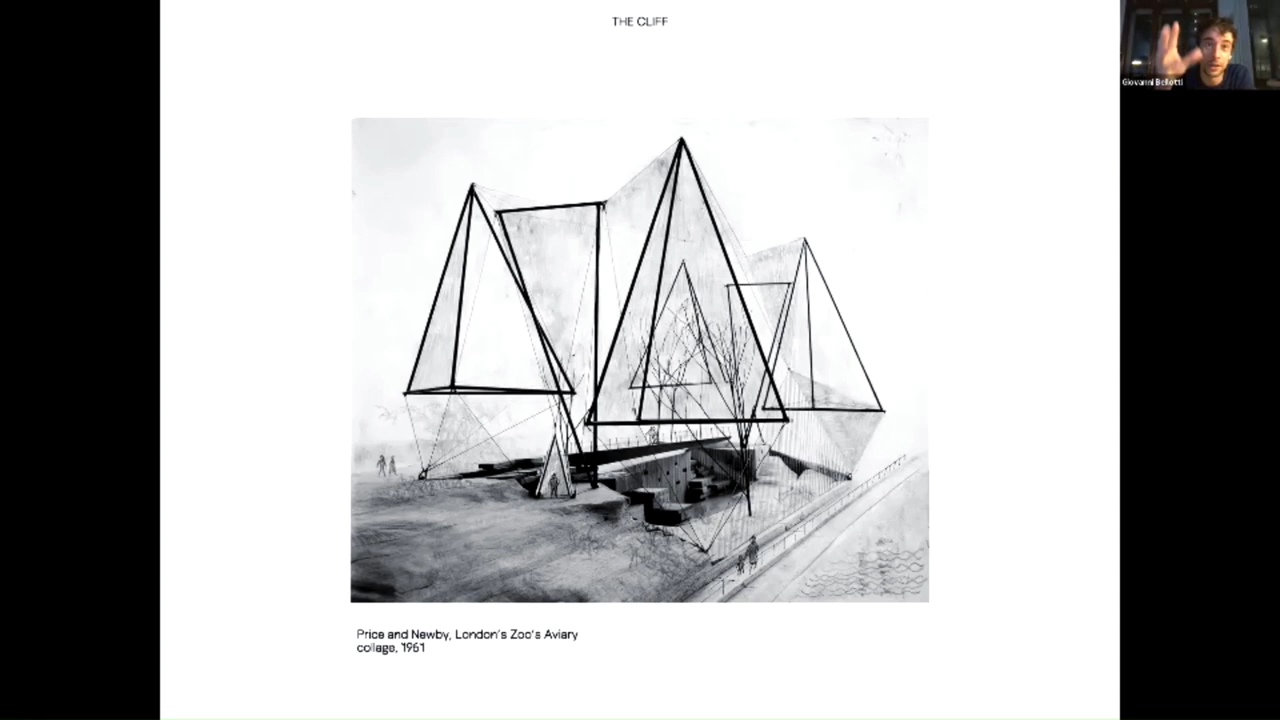 THE CLIFF
Giovanni Bellotti
Price and Newby, London's Zoo's Aviary
collage, 1961